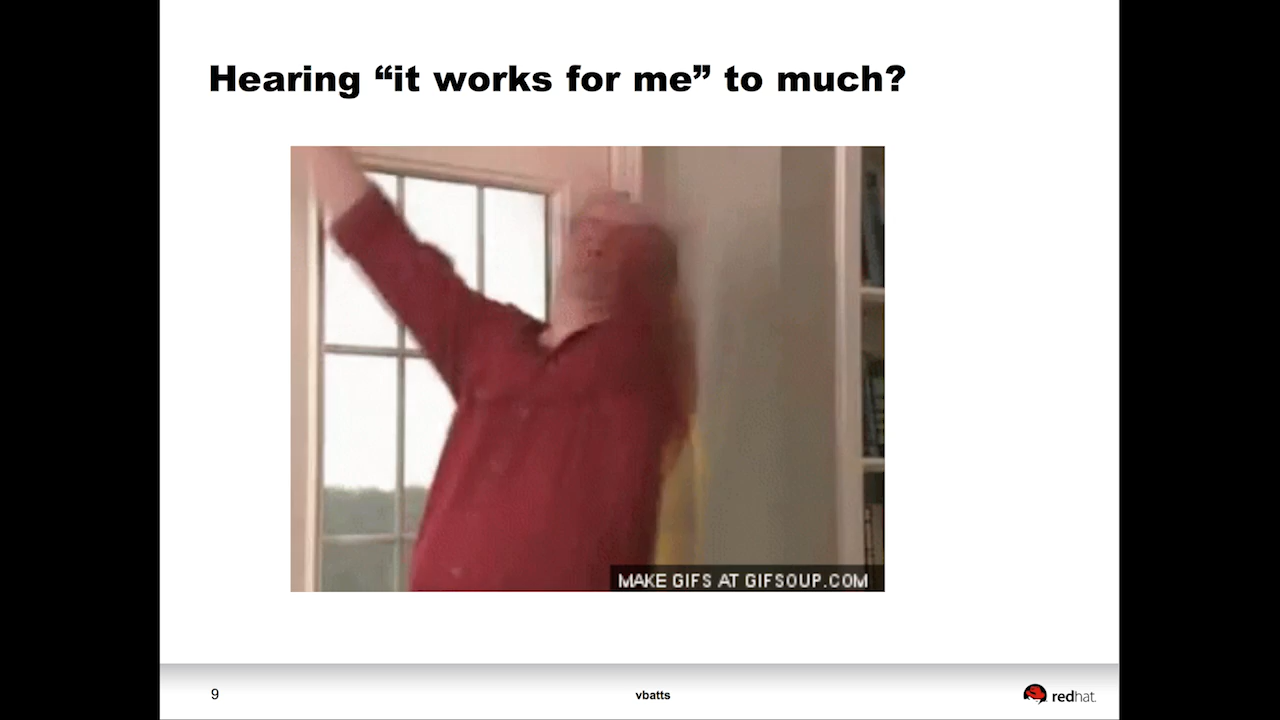 Hearing “it works for me” to much?
MAKE GIFS AT GIFSOUP.COM
9
vbatts
redhat.